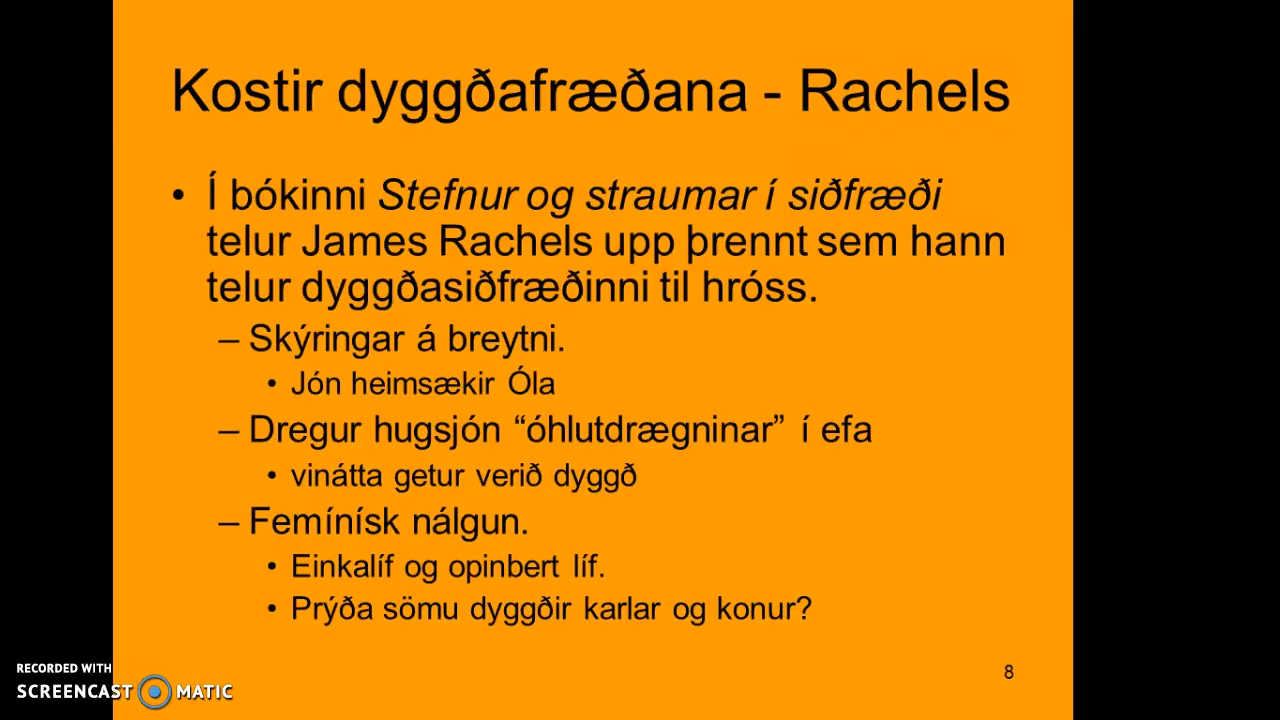 Kostir dyggðafræðana - Rachels
• Í bókinni Stefnur og straumar í siðfræði
telur James Rachels upp þrennt sem hann
telur dyggðasiðfræðinni til hróss.
– Skýringar á breytni.
• Jón heimsækir Óla
– Dregur hugsjón “óhlutdrægninar” í efa
• vinátta getur verið dyggð
– Femínísk nálgun.
• Einkalíf og opinbert líf.
• Prýða sömu dyggðir karlar og konur?
8
RECORDED WITH
SCREENCAST MATIC